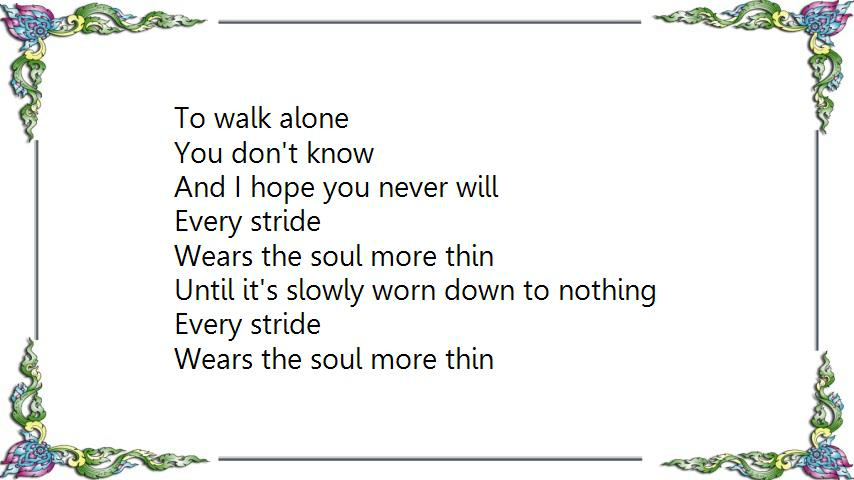 To walk alone
You don't know
And I hope you never will
Every stride
Wears the soul more thin
Until it's slowly worn down to nothing
Every stride
Wears the soul more thin